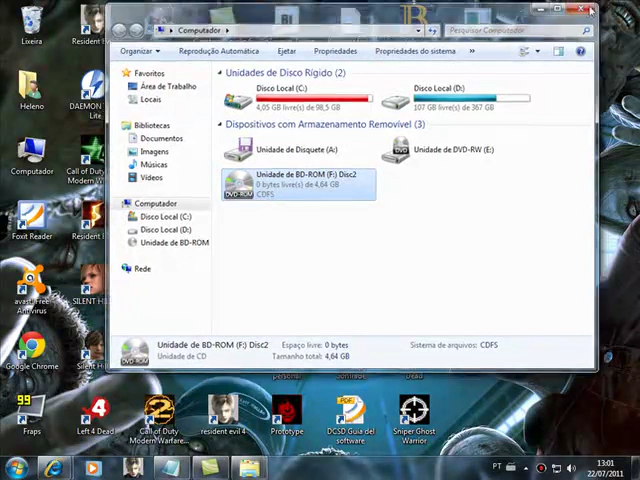 Computador
Pesquisar Computador
Organizar
Reprodução Automática
Ejetar
Propriedades
Propriedades do sistema
»
Favoritos
Área de Trabalho
Locais
Bibliotecas
Documentos
Imagens
Músicas
Vídeos
Computador
Disco Local (C:)
Disco Local (D:)
Unidade de BD-ROM
Rede
Unidades de Disco Rígido (2)
Disco Local (C:)
4,05 GB livre(s) de 98,5 GB
Disco Local (D:)
107 GB livre(s) de 367 GB
Dispositivos com Armazenamento Removível (3)
Unidade de Disquete (A:)
Unidade de DVD-RW (E:)
Unidade de BD-ROM (F:) Disc2
0 bytes livre(s) de 4,64 GB
CDFS
Unidade de BD-ROM (F:) Disc2
Unidade de CD
Espaço livre: 0 bytes
Tamanho total: 4,64 GB
Sistema de arquivos: CDFS
Lixeira
Resident E
Heleno
DAEMON
Lite
Computador
Call of Du
Modern W
Foxit Reader
Resident B
avast! Free
Antivirus
SILENT HIL
Google Chrome
Silent H
99
Fraps
Left 4 Dead
Call of Duty
Modern Warfare...
resident evil 4
Prototype
DCSD Guia del
software
Sniper Ghost
Warrior
personal
Dead
PT
13:01
22/07/2011